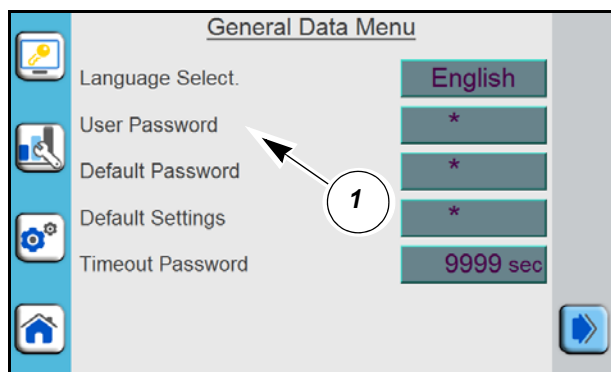 General Data Menu
Language Select. English
User Password *
Default Password *
1
Default Settings *
Timeout Password 9999 sec